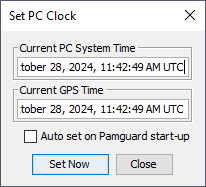 Set PC Clock
Current PC System Time
tober 28, 2024, 11:42:49 AM UTC
Current GPS Time
tober 28, 2024, 11:42:49 AM UTC
Auto set on Pamguard start-up
Set Now
Close